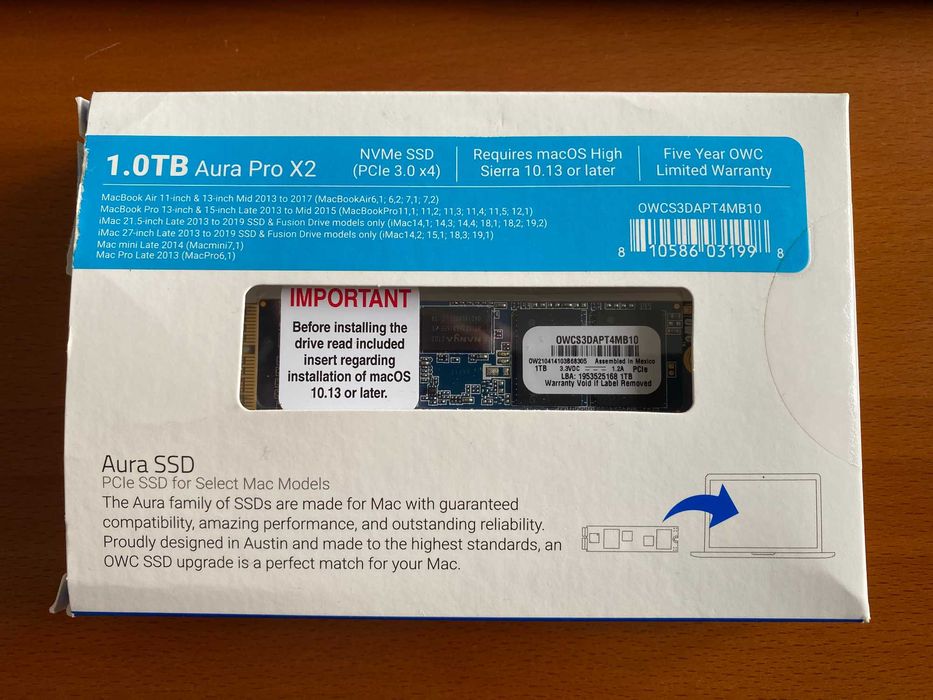 1.0TB Aura Pro X2
NVMe SSD
(PCIe 3.0 x4)
Requires macOS High
Sierra 10.13 or later
Five Year OWC
Limited Warranty
MacBook Air 11-inch & 13-inch Mid 2013 to 2017 (MacBookAir6,1; 6,2; 7,1; 7,2)
MacBook Pro 13-inch & 15-inch Late 2013 to Mid 2015 (MacBookPro11,1; 11,2; 11,3; 11,4; 11,5; 12,1)
iMac 21.5-inch Late 2013 to 2019 SSD & Fusion Drive models only (iMac14,1; 14,3; 14,4; 18,1; 18,2; 19,2)
iMac 27-inch Late 2013 to 2019 SSD & Fusion Drive models only (iMac14,2; 15,1; 18,3; 19,1)
Mac mini Late 2014 (Macmini7,1)
Mac Pro Late 2013 (MacPro6,1)
OWCS3DAPT4MB10
8 10586 03199 8
IMPORTANT
Before installing the
drive read included
insert regarding
installation of macOS
10.13 or later.
NANYA
OWCS3DAPT4MB10
OW210414103B68305 Assembled in Mexico
1TB 3.3VDC 1.2A PCIe
LBA: 1953525168 1TB
Warranty Void if Label Removed
Aura SSD
PCIe SSD for Select Mac Models
The Aura family of SSDs are made for Mac with guaranteed
compatibility, amazing performance, and outstanding reliability.
Proudly designed in Austin and made to the highest standards, an
OWC SSD upgrade is a perfect match for your Mac.